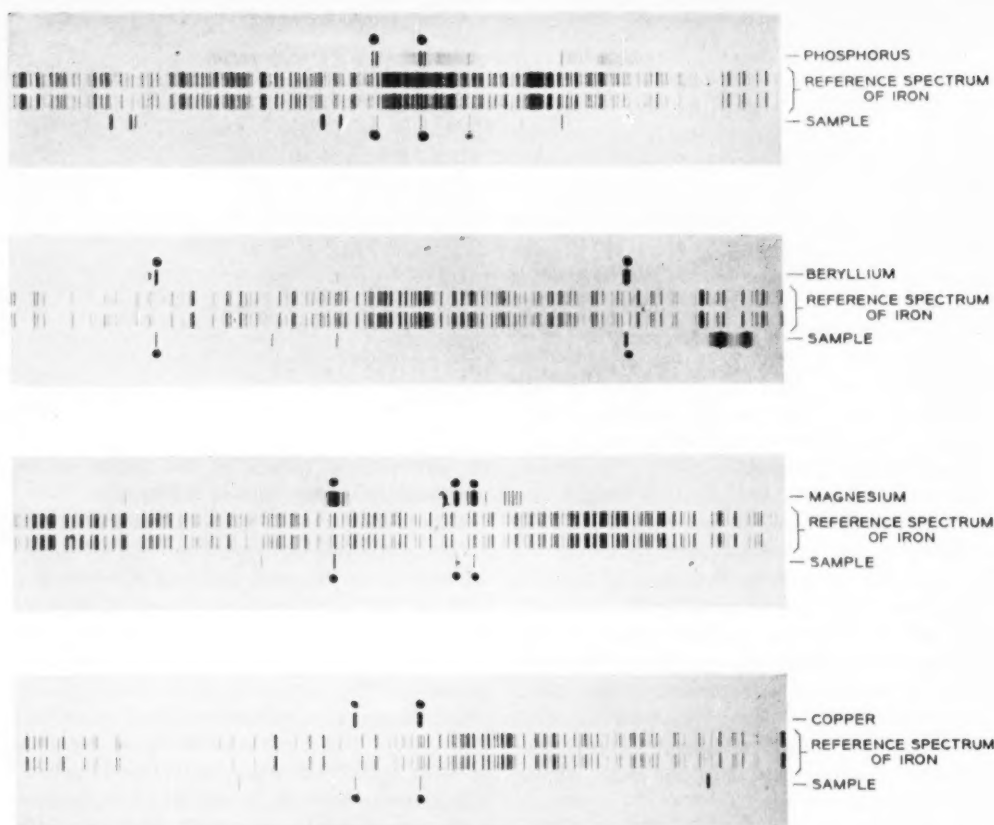 PHOSPHORUS
REFERENCE SPECTRUM
OF IRON
SAMPLE
BERYLLIUM
REFERENCE SPECTRUM
OF IRON
SAMPLE
MAGNESIUM
REFERENCE SPECTRUM
OF IRON
SAMPLE
COPPER
REFERENCE SPECTRUM
OF IRON
SAMPLE